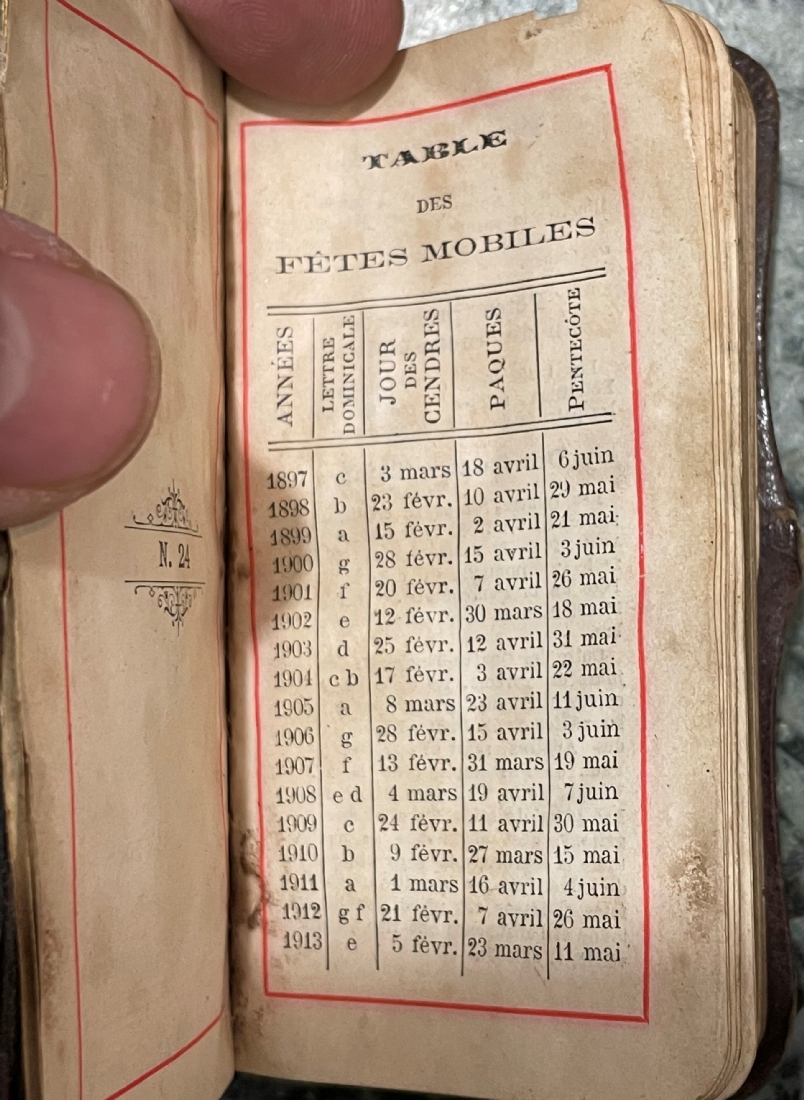 N. 24
TABLE
DES
FÊTES MOBILES
ANNÉES LETTRE DOMINICALE JOUR DES CENDRES PAQUES PENTECÔTE
1897 c 3 mars 18 avril 6 juin
1898 b 23 févr. 10 avril 29 mai
1899 a 15 févr. 2 avril 21 mai
1900 g 28 févr. 15 avril 3 juin
1901 f 20 févr. 7 avril 26 mai
1902 e 12 févr. 30 mars 18 mai
1903 d 25 févr. 12 avril 31 mai
1904 c b 17 févr. 3 avril 22 mai
1905 a 8 mars 23 avril 11 juin
1906 g 28 févr. 15 avril 3 juin
1907 f 13 févr. 31 mars 19 mai
1908 e d 4 mars 19 avril 7 juin
1909 c 24 févr. 11 avril 30 mai
1910 b 9 févr. 27 mars 15 mai
1911 a 1 mars 16 avril 4 juin
1912 g f 21 févr. 7 avril 26 mai
1913 e 5 févr. 23 mars 11 mai